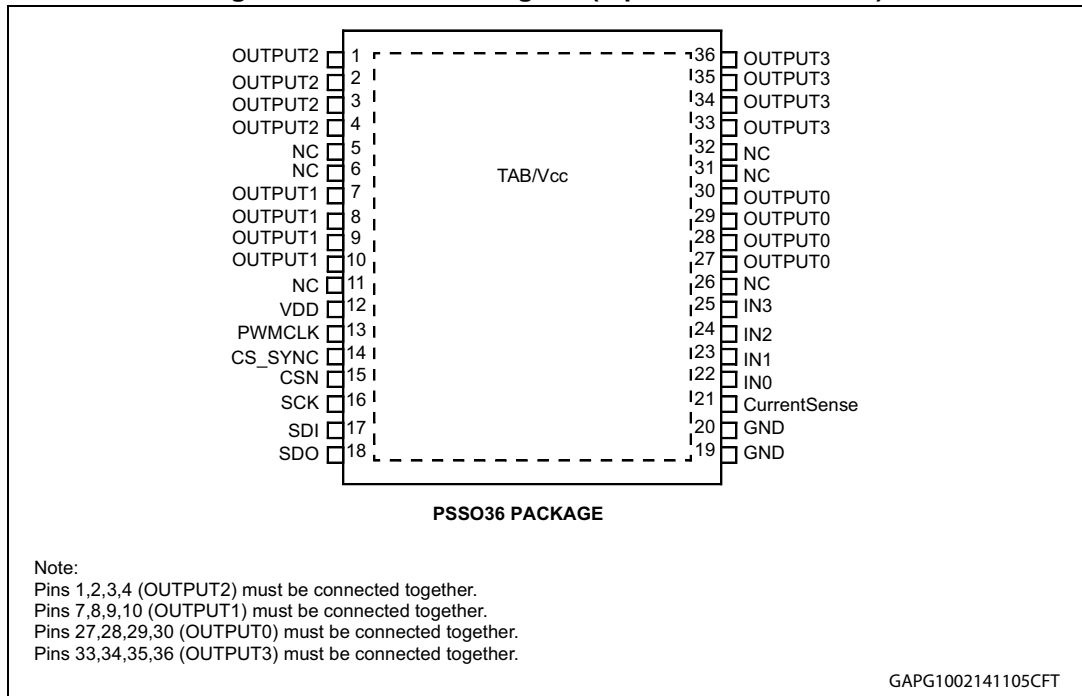 OUTPUT2 1
OUTPUT2 2
OUTPUT2 3
OUTPUT2 4
NC 5
NC 6
OUTPUT1 7
OUTPUT1 8
OUTPUT1 9
OUTPUT1 10
NC 11
VDD 12
PWMCLK 13
CS_SYNC 14
CSN 15
SCK 16
SDI 17
SDO 18
TAB/Vcc
36 OUTPUT3
35 OUTPUT3
34 OUTPUT3
33 OUTPUT3
32 NC
31 NC
30 OUTPUT0
29 OUTPUT0
28 OUTPUT0
27 OUTPUT0
26 NC
25 IN3
24 IN2
23 IN1
22 IN0
21 CurrentSense
20 GND
19 GND
PSSO36 PACKAGE
Note:
Pins 1,2,3,4 (OUTPUT2) must be connected together.
Pins 7,8,9,10 (OUTPUT1) must be connected together.
Pins 27,28,29,30 (OUTPUT0) must be connected together.
Pins 33,34,35,36 (OUTPUT3) must be connected together.
GAPG1002141105CFT